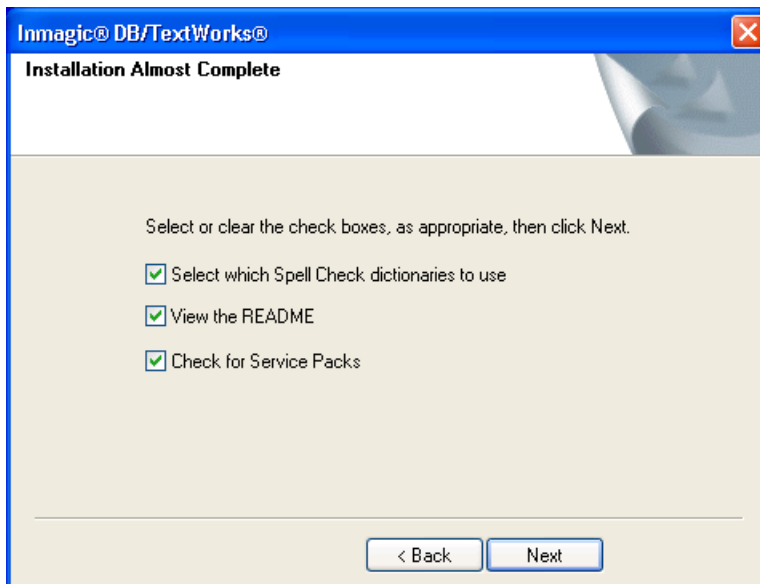 Inmagic® DB/TextWorks®
Installation Almost Complete
Select or clear the check boxes, as appropriate, then click Next.
Select which Spell Check dictionaries to use
View the README
Check for Service Packs
< Back
Next